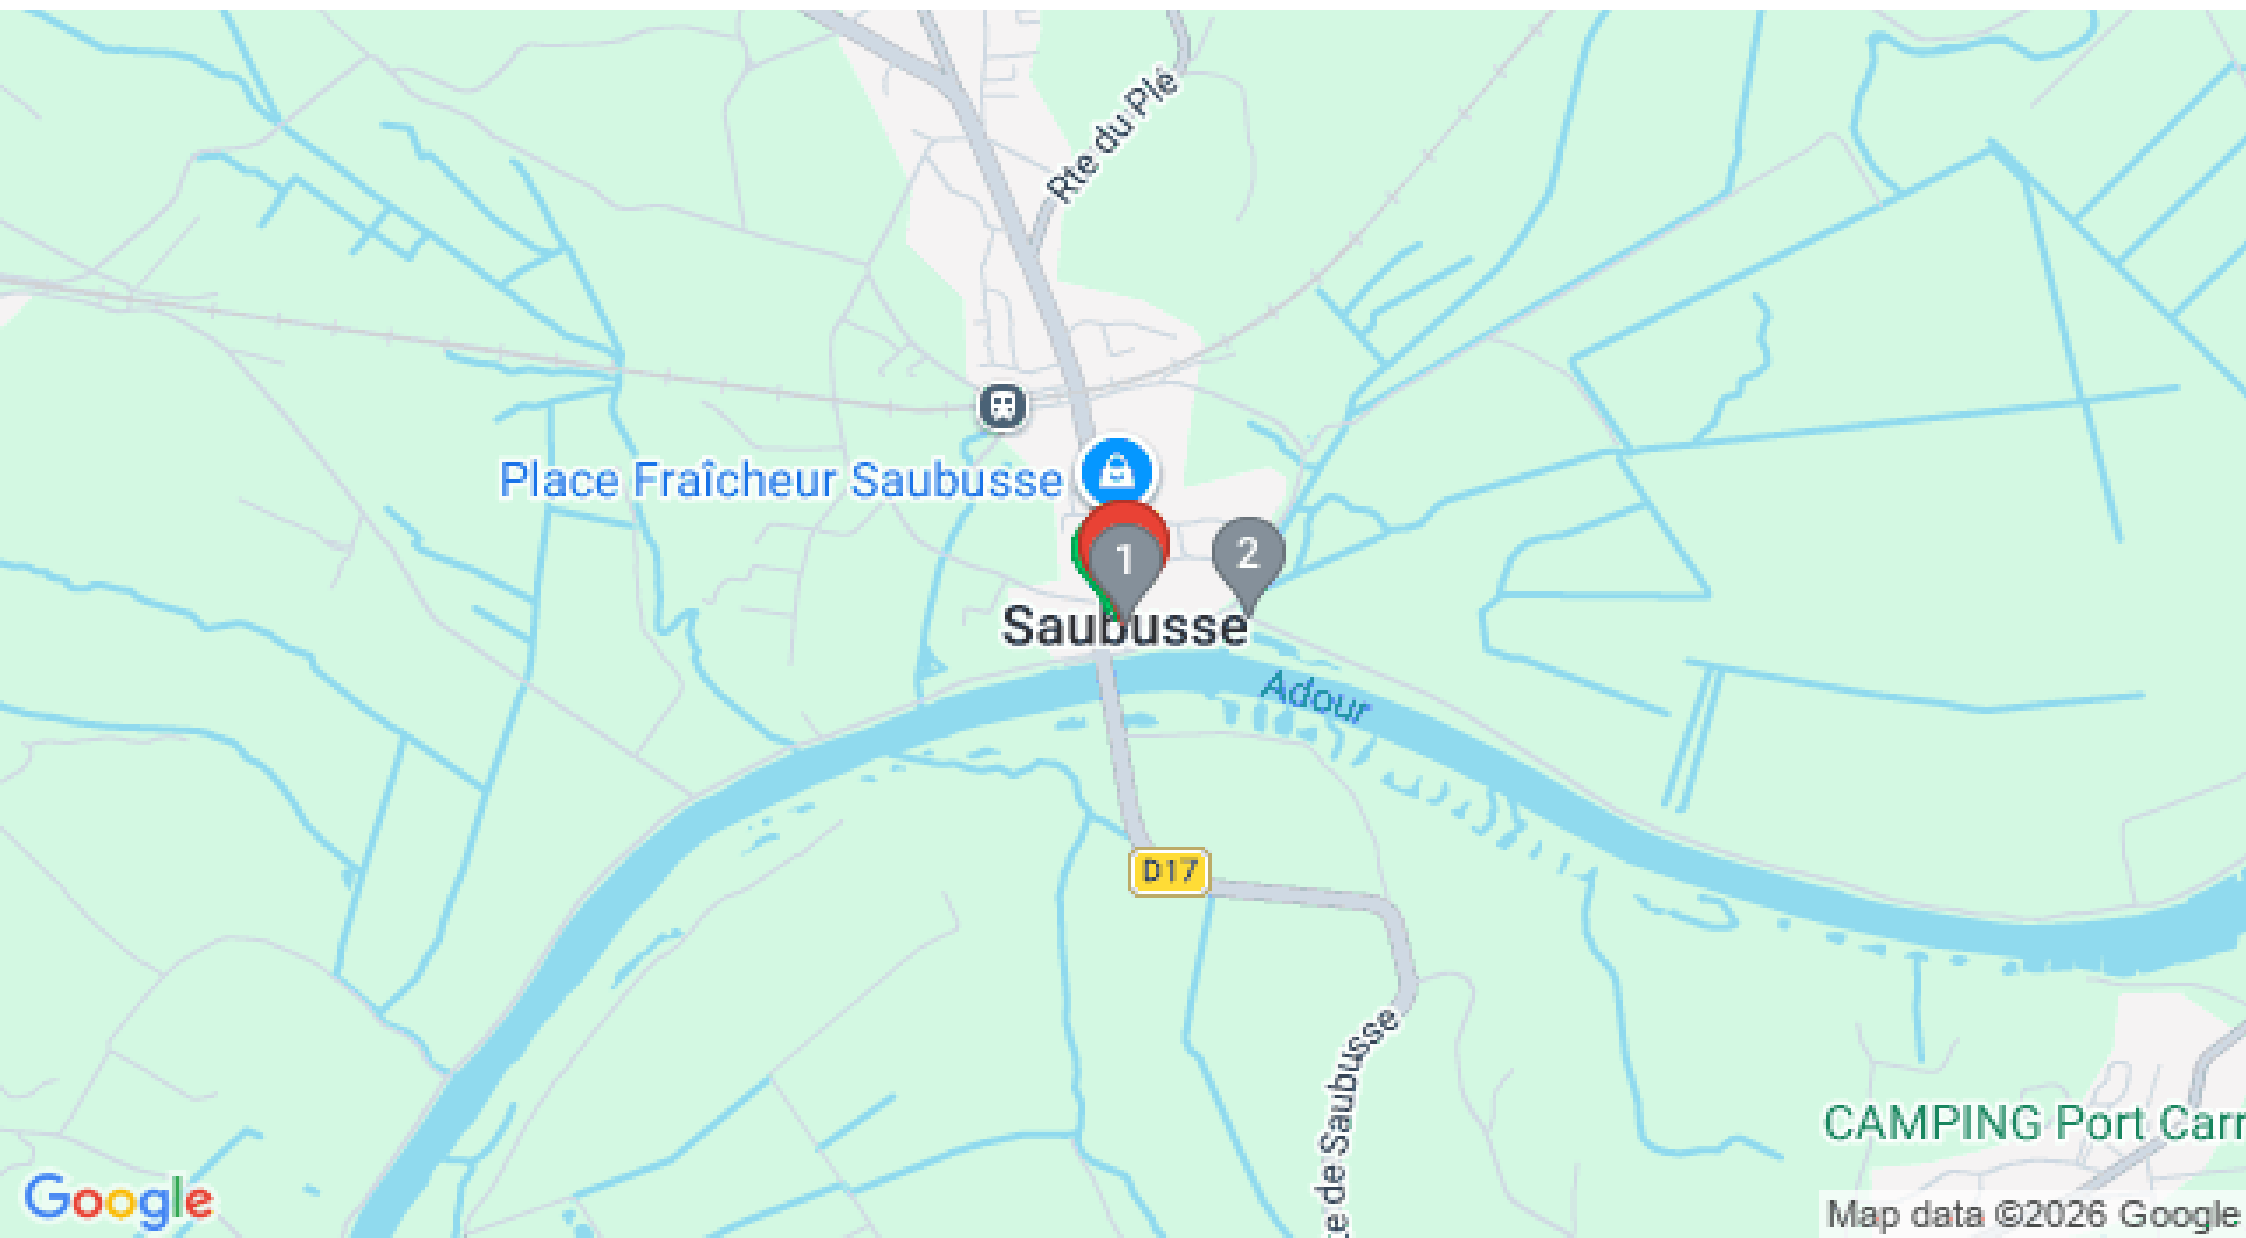 Rte du Plé
Place Fraîcheur Saubusse
1
2
Saubusse
Adour
D17
te de Saubusse
CAMPING Port Carr
Google
Map data ©2026 Google